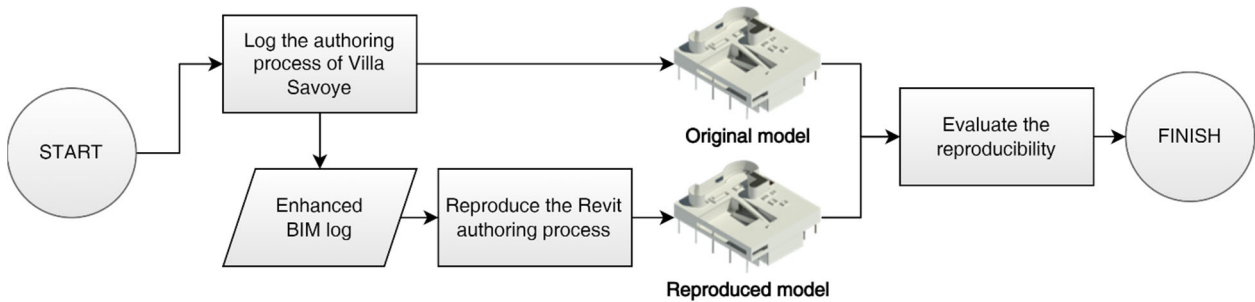 START
Log the authoring
process of Villa
Savoye
Original model
Enhanced
BIM log
Reproduce the Revit
authoring process
Reproduced model
Evaluate the
reproducibility
FINISH